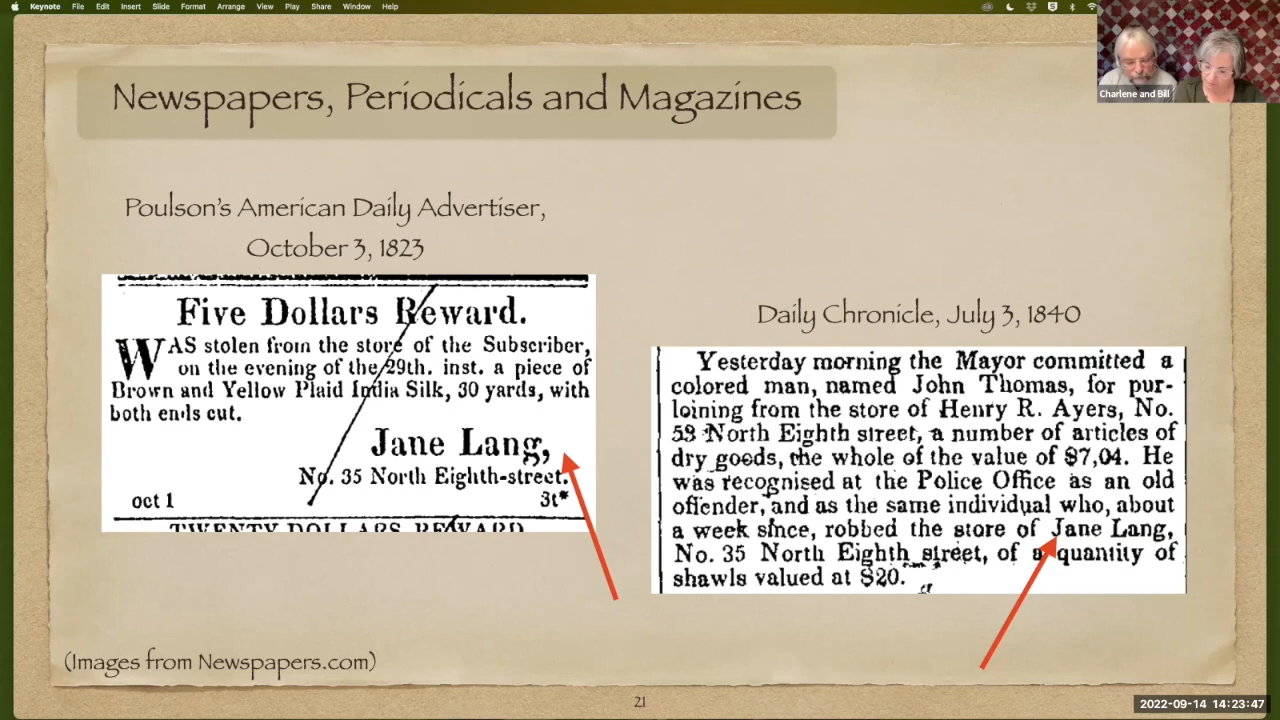 Keynote File Edit Insert Slide Format Arrange View Play Share Window Help
Charlene and Bill
Newspapers, Periodicals and Magazines
Poulson's American Daily Advertiser,
October 3, 1823
Five Dollars Reward.
WAS stolen from the store of the Subscriber,
on the evening of the 29th. inst. a piece of
Brown and Yellow Plaid India Silk, 30 yards, with
both ends cut.
Jane Lang,
No. 35 North Eighth-street.
oct 1 3t*
TWENTY DOLLARS REWARD
Daily Chronicle, July 3, 1840
Yesterday morning the Mayor committed a
colored man, named John Thomas, for pur-
loining from the store of Henry R. Ayers, No.
53 North Eighth street, a number of articles of
dry goods, the whole of the value of $7,04. He
was recognised at the Police Office as an old
offender, and as the same individual who, about
a week since, robbed the store of Jane Lang,
No. 35 North Eighth street, of a quantity of
shawls valued at $20.
(Images from Newspapers.com)
21
2022-09-14 14:23:47